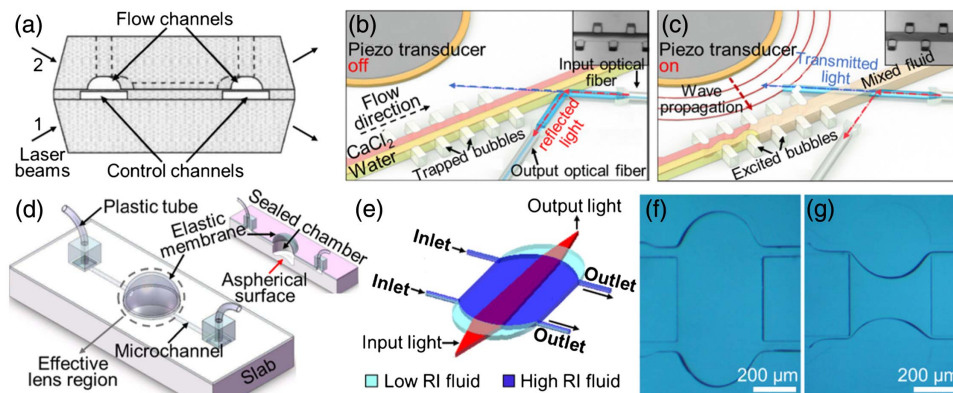 (a)
Flow channels
2
1
Laser
beams
Control channels
(b)
Piezo transducer
off
Input optical
fiber
Flow
direction
CaCl2
Water
Trapped bubbles
reflected
light
Output optical fiber
(c)
Piezo transducer
on
Transmitted
light
Mixed fluid
Wave
propagation
Excited bubbles
(d)
Plastic tube
Elastic
membrane
Sealed
chamber
Aspherical
surface
Microchannel
Effective
lens region
Slab
(e)
Output light
Inlet
Inlet
Outlet
Outlet
Input light
Low RI fluid
High RI fluid
(f)
200 μm
(g)
200 μm